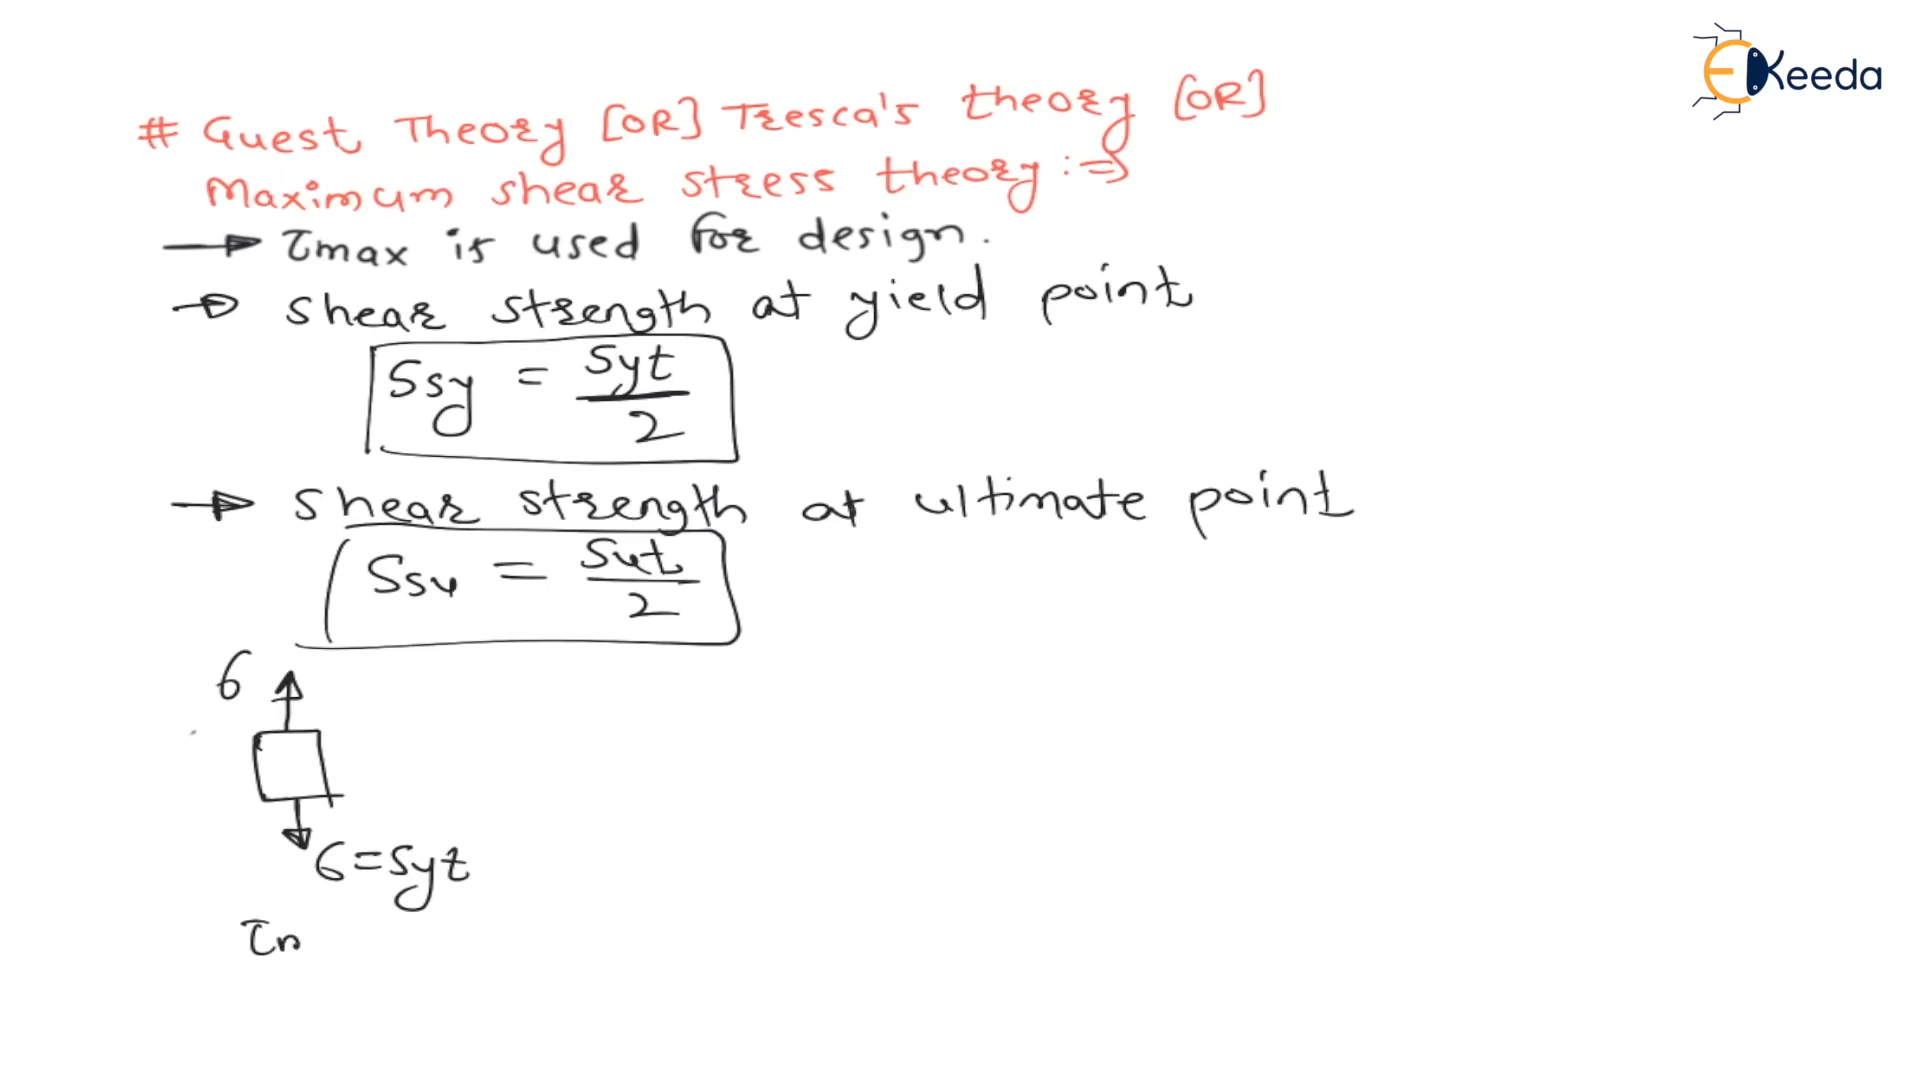 EKeeda
# Guest Theory [OR] Tresca's theory [OR]
Maximum shear stress theory :⇒
→ τmax is used for design.
→ shear strength at yield point
Ssy = Syt/2
→ shear strength at ultimate point
Ssu = Sut/2
σ
σ = Syt
τm